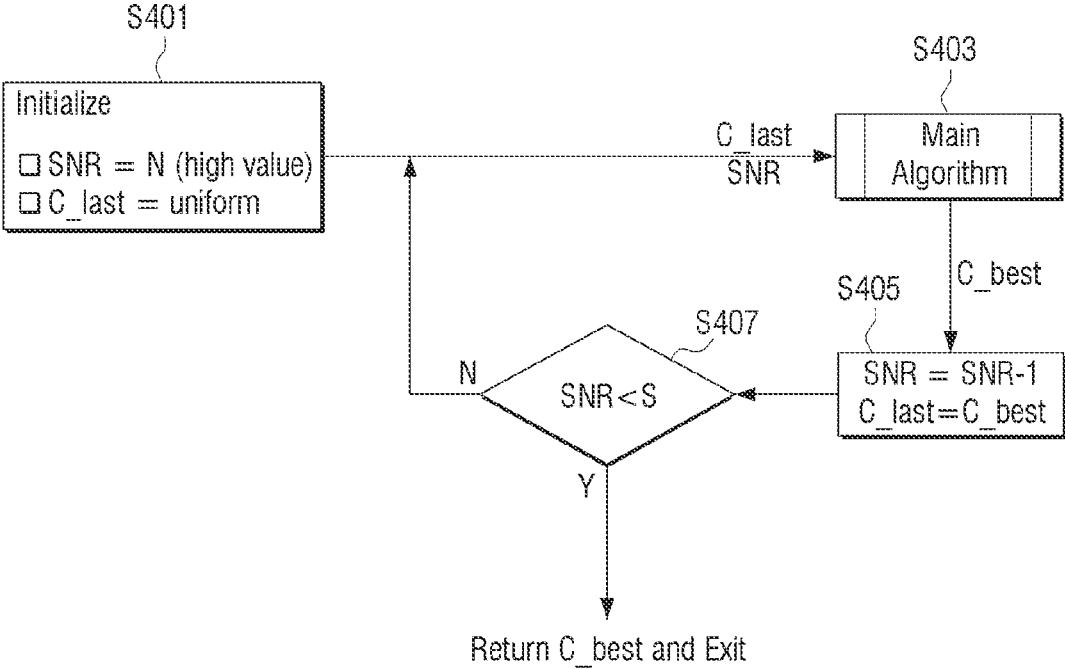 S401
Initialize
□ SNR = N (high value)
□ C_last = uniform
C_last
SNR
S403
Main
Algorithm
C_best
S405
SNR = SNR-1
C_last=C_best
S407
SNR<S
N
Y
Return C_best and Exit